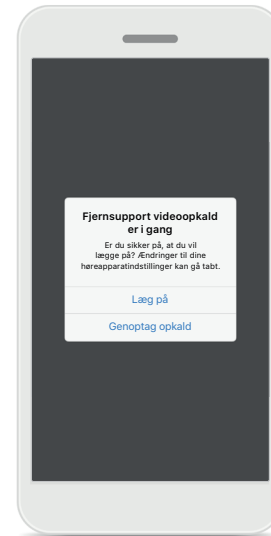 Fjernsupport videoopkald
er i gang
Er du sikker på, at du vil
lægge på? Ændringer til dine
høreapparatindstillinger kan gå tabt.
Læg på
Genoptag opkald